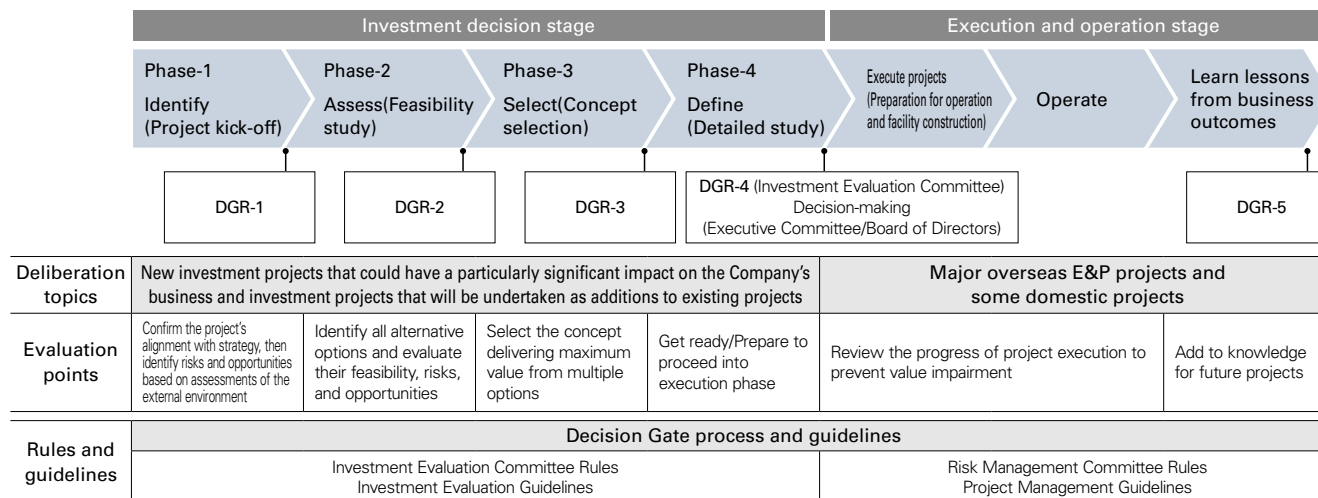 Investment decision stage
Execution and operation stage
Phase-1
Identify
(Project kick-off)
Phase-2
Assess(Feasibility
study)
Phase-3
Select(Concept
selection)
Phase-4
Define
(Detailed study)
Execute projects
(Preparation for operation
and facility construction)
Operate
Learn lessons
from business
outcomes
DGR-1
DGR-2
DGR-3
DGR-4 (Investment Evaluation Committee)
Decision-making
(Executive Committee/Board of Directors)
DGR-5
Deliberation
topics
New investment projects that could have a particularly significant impact on the Company's
business and investment projects that will be undertaken as additions to existing projects
Major overseas E&P projects and
some domestic projects
Evaluation
points
Confirm the project's
alignment with strategy, then
identify risks and opportunities
based on assessments of the
external environment
Identify all alternative
options and evaluate
their feasibility, risks,
and opportunities
Select the concept
delivering maximum
value from multiple
options
Get ready/Prepare to
proceed into
execution phase
Review the progress of project execution to
prevent value impairment
Add to knowledge
for future projects
Rules and
guidelines
Decision Gate process and guidelines
Investment Evaluation Committee Rules
Investment Evaluation Guidelines
Risk Management Committee Rules
Project Management Guidelines